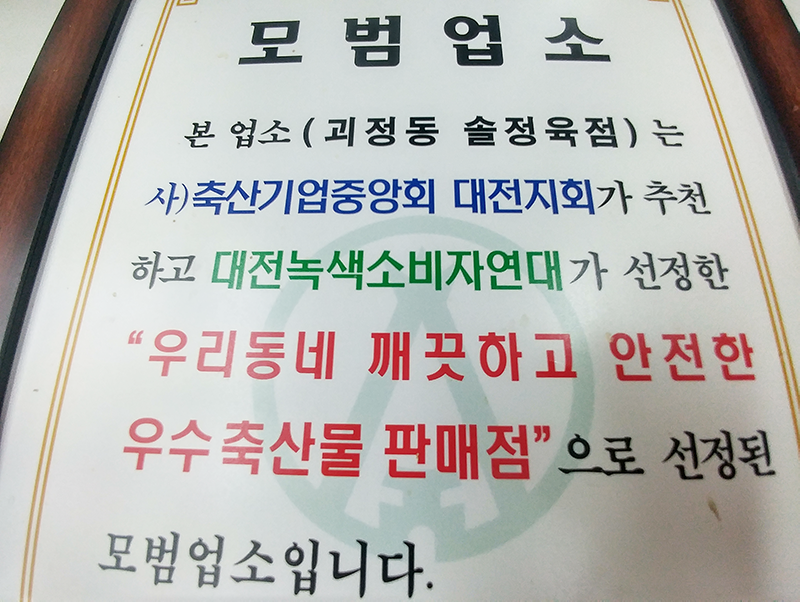 모범업소
본 업소(괴정동 솔정육점)는
사)축산기업중앙회 대전지회가 추천
하고 대전녹색소비자연대가 선정한
“우리동네 깨끗하고 안전한
우수축산물 판매점”으로 선정된
모범업소입니다.